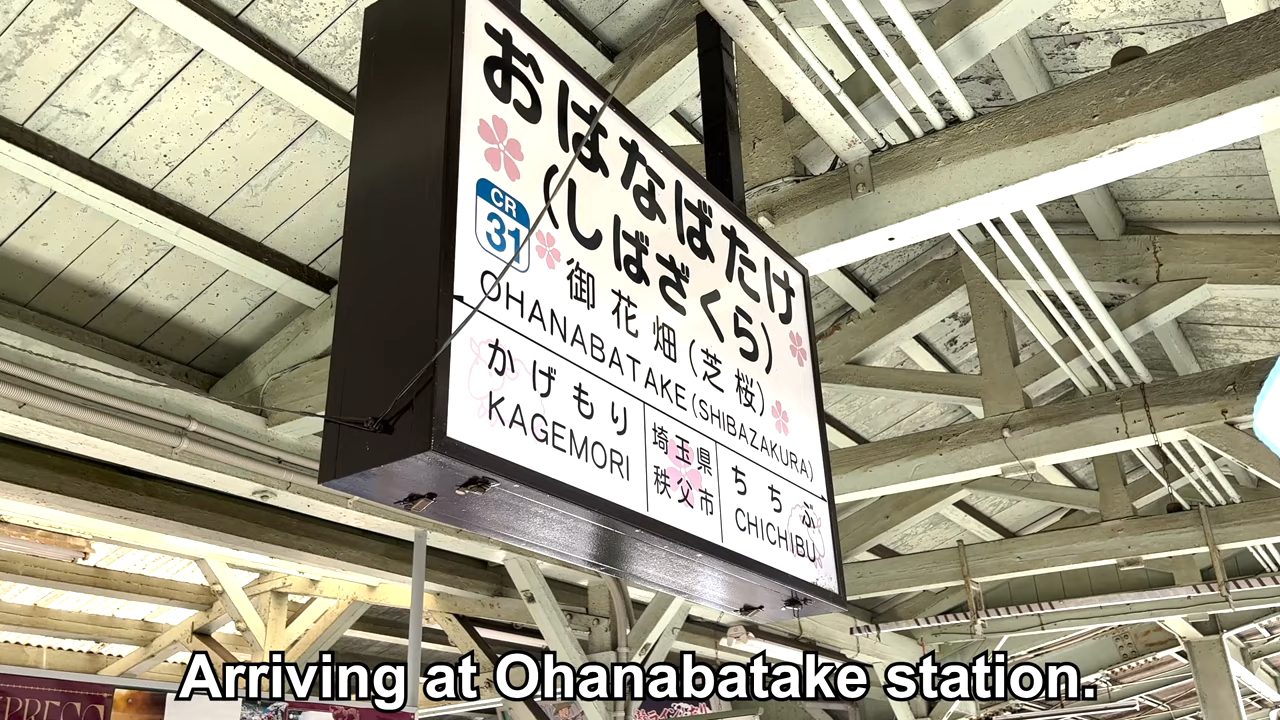 おはなばたけ
(しばざくら)
CR
31
御花畑(芝桜)
OHANABATAKE(SHIBAZAKURA)
かげもり
KAGEMORI
埼玉県
秩父市
ちちぶ
CHICHIBU
Arriving at Ohanabatake station.